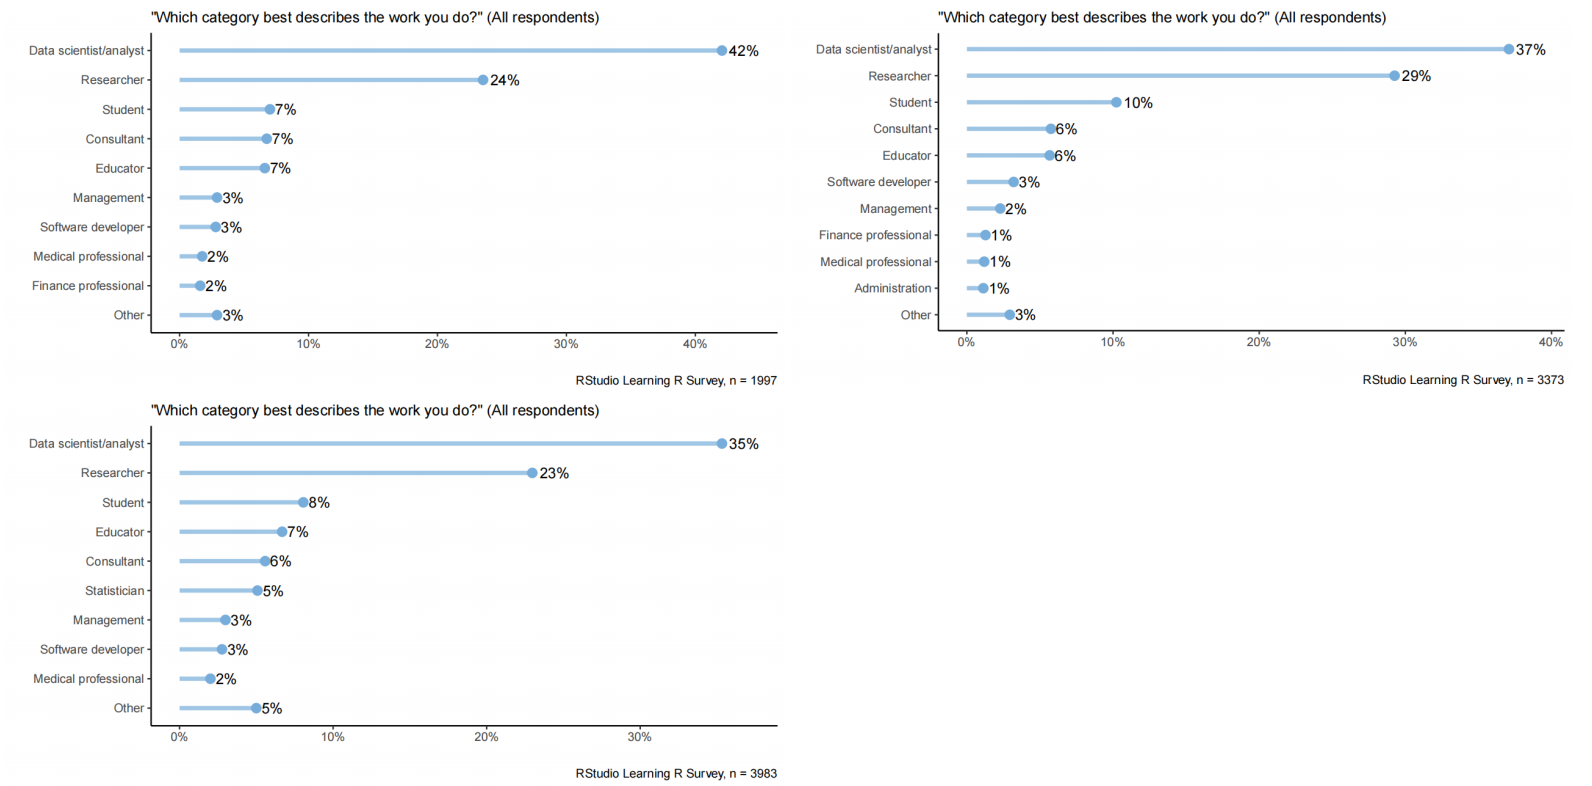 "Which category best describes the work you do?" (All respondents)
Data scientist/analyst 42%
Researcher 24%
Student 7%
Consultant 7%
Educator 7%
Management 3%
Software developer 3%
Medical professional 2%
Finance professional 2%
Other 3%
0% 10% 20% 30% 40%
RStudio Learning R Survey, n = 1997
"Which category best describes the work you do?" (All respondents)
Data scientist/analyst 37%
Researcher 29%
Student 10%
Consultant 6%
Educator 6%
Software developer 3%
Management 2%
Finance professional 1%
Medical professional 1%
Administration 1%
Other 3%
0% 10% 20% 30% 40%
RStudio Learning R Survey, n = 3373
"Which category best describes the work you do?" (All respondents)
Data scientist/analyst 35%
Researcher 23%
Student 8%
Educator 7%
Consultant 6%
Statistician 5%
Management 3%
Software developer 3%
Medical professional 2%
Other 5%
0% 10% 20% 30%
RStudio Learning R Survey, n = 3983